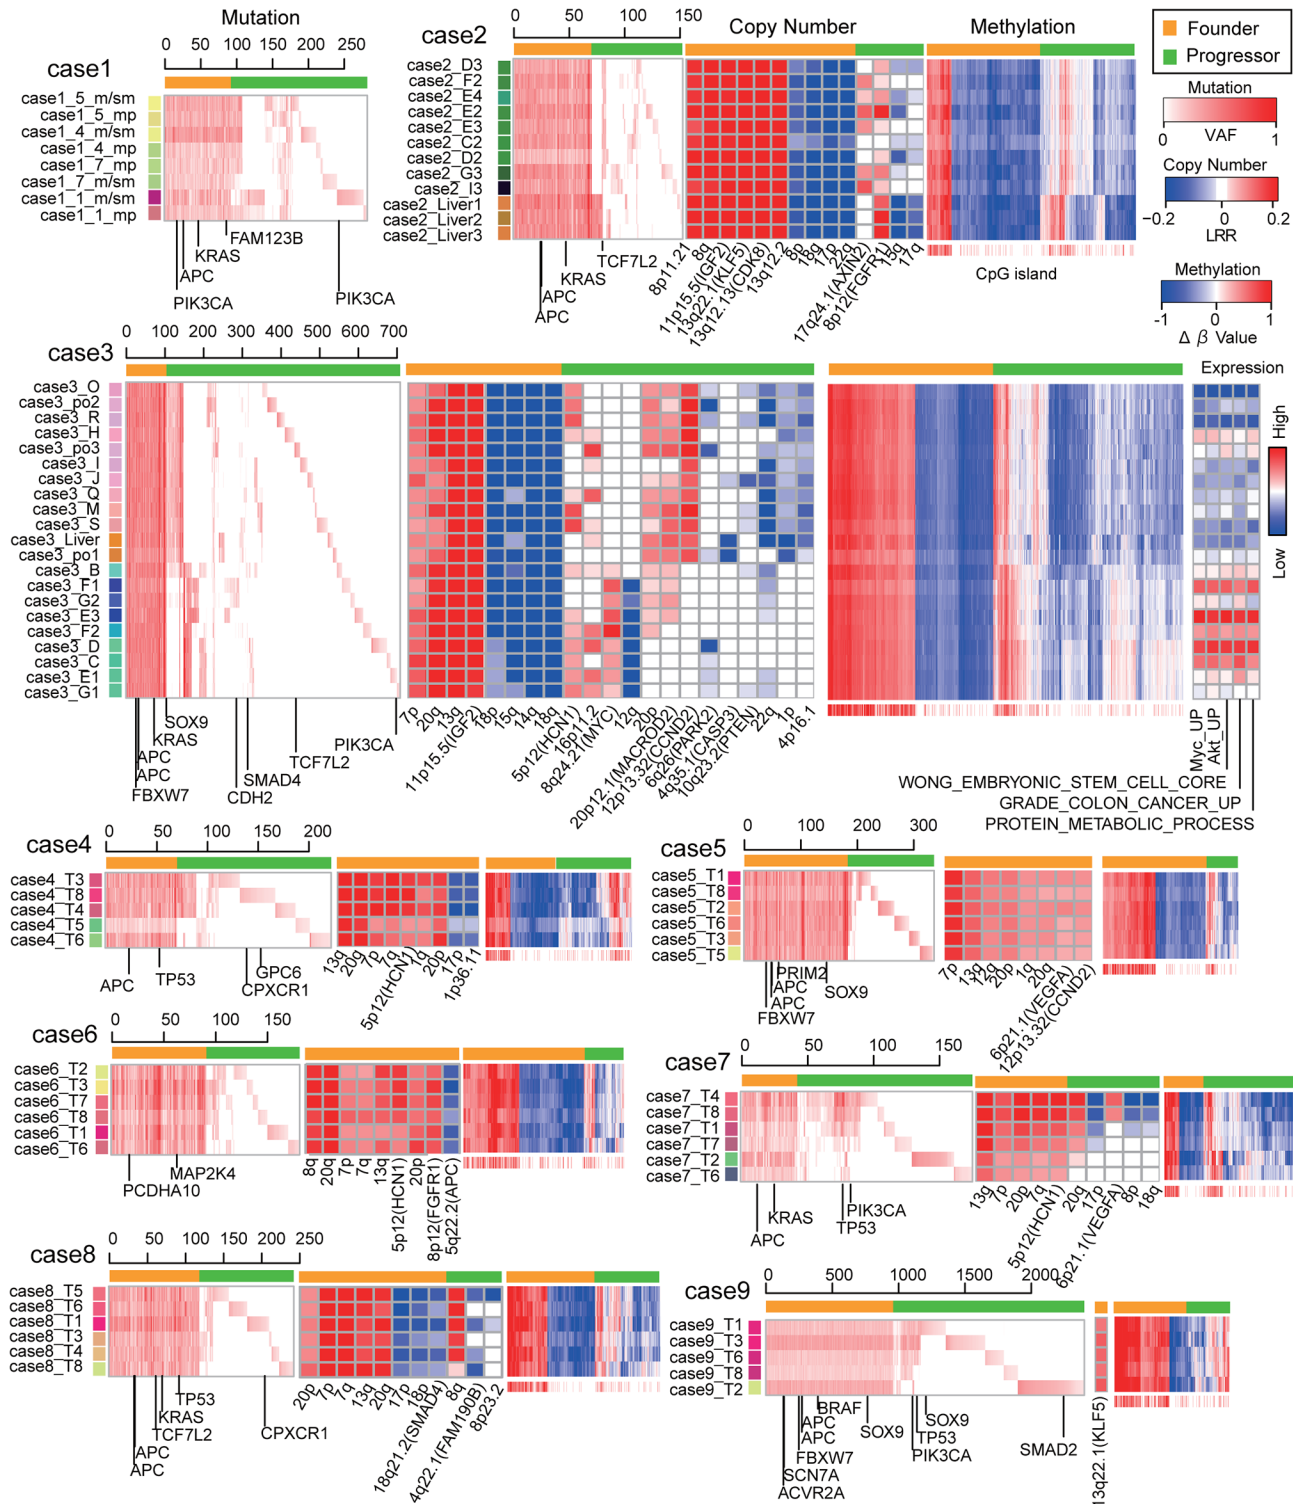 Mutation
0 50 100 150 200 250
case1
case1_5_m/sm
case1_5_mp
case1_4_m/sm
case1_4_mp
case1_7_mp
case1_7_m/sm
case1_1_m/sm
case1_1_mp
FAM123B
KRAS
APC
PIK3CA
PIK3CA
0 50 100 150
case2
Copy Number
Methylation
case2_D3
case2_F2
case2_E4
case2_E2
case2_E3
case2_C2
case2_D2
case2_G3
case2_I3
case2_Liver1
case2_Liver2
case2_Liver3
TCF7L2
KRAS
APC
APC
8p11.21
8q
11p15.5(IGF2)
13q22.1(KLF5)
13q12.13(CDK8)
13q12.2
8p
18q
17p
22q
17q24.1(AXIN2)
8p12(FGFR1)
15q
17q
CpG island
Founder
Progressor
Mutation
0 VAF 1
Copy Number
−0.2 0 0.2
LRR
Methylation
-1 0 1
Δ β Value
Expression
High
Low
0 100 200 300 400 500 600 700
case3
case3_O
case3_po2
case3_R
case3_H
case3_po3
case3_I
case3_J
case3_Q
case3_M
case3_S
case3_Liver
case3_po1
case3_B
case3_F1
case3_G2
case3_E3
case3_F2
case3_D
case3_C
case3_E1
case3_G1
SOX9
KRAS
APC
APC
FBXW7
CDH2
SMAD4
TCF7L2
PIK3CA
7p
20q
13q
11p15.5(IGF2)
18p
15q
14q
18q
5p12(HCN1)
16p11.2
8q24.21(MYC)
12q
20p
20p12.1(MACROD2)
12p13.32(CCND2)
6q26(PARK2)
4q35.1(CASP3)
10q23.2(PTEN)
22q
1p
4p16.1
Myc_UP
Akt_UP
WONG_EMBRYONIC_STEM_CELL_CORE
GRADE_COLON_CANCER_UP
PROTEIN_METABOLIC_PROCESS
0 50 100 150 200
case4
case4_T3
case4_T8
case4_T4
case4_T5
case4_T6
APC
TP53
GPC6
CPXCR1
13q
20q
7p
7q
5p12(HCN1)
1q
20p
17p
1p36.11
0 100 200 300
case5
case5_T1
case5_T8
case5_T2
case5_T6
case5_T3
case5_T5
PRIM2
APC
APC
FBXW7
SOX9
7p
13q
12q
20p
1q
20q
6p21.1(VEGFA)
12p13.32(CCND2)
0 50 100 150
case6
case6_T2
case6_T3
case6_T7
case6_T8
case6_T1
case6_T6
MAP2K4
PCDHA10
8q
20q
7p
7q
13q
5p12(HCN1)
20p
8p12(FGFR1)
5q22.2(APC)
0 50 100 150
case7
case7_T4
case7_T8
case7_T1
case7_T7
case7_T2
case7_T6
KRAS
APC
PIK3CA
TP53
13q
7p
20p
7q
5p12(HCN1)
20q
17p
6p21.1(VEGFA)
8p
18q
0 50 100 150 200 250
case8
case8_T5
case8_T6
case8_T1
case8_T3
case8_T4
case8_T8
TP53
KRAS
TCF7L2
APC
APC
CPXCR1
20p
7p
7q
13q
20q
17p
18p
18q21.2(SMAD4)
8q
4q22.1(FAM190B)
8p23.2
0 500 1000 1500 2000
case9
case9_T1
case9_T3
case9_T6
case9_T8
case9_T2
BRAF
APC
APC
FBXW7
SCN7A
ACVR2A
SOX9
SOX9
TP53
PIK3CA
SMAD2
13q22.1(KLF5)